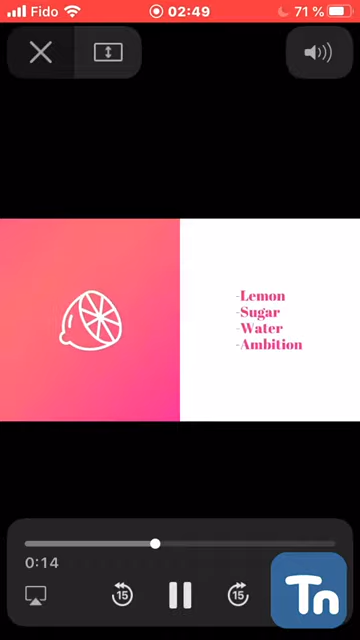 Fido 02:49 71 %
-Lemon
-Sugar
-Water
-Ambition
0:14
15 15
Tn